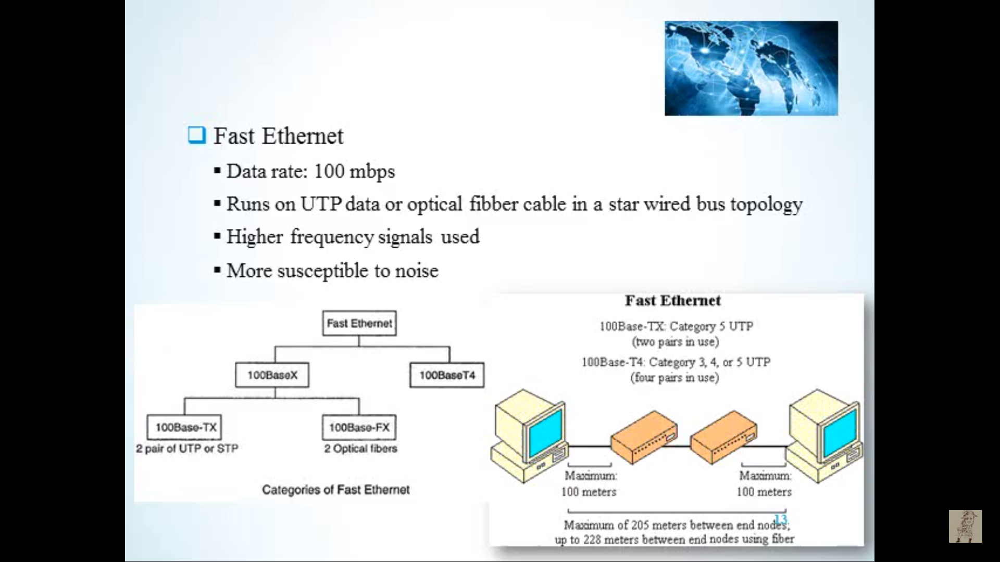 Fast Ethernet
Data rate: 100 mbps
Runs on UTP data or optical fibber cable in a star wired bus topology
Higher frequency signals used
More susceptible to noise
Fast Ethernet
100BaseX
100BaseT4
100Base-TX
100Base-FX
2 pair of UTP or STP
2 Optical fibers
Categories of Fast Ethernet
Fast Ethernet
100Base-TX: Category 5 UTP
(two pairs in use)
100Base-T4: Category 3, 4, or 5 UTP
(four pairs in use)
Maximum:
100 meters
Maximum:
100 meters
Maximum of 205 meters between end nodes,
up to 228 meters between end nodes using fiber
13